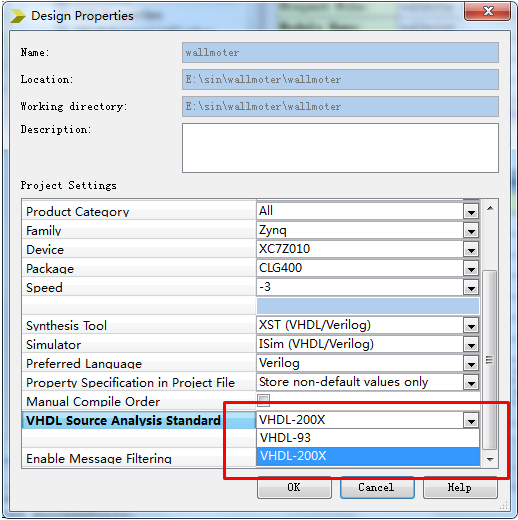 Design Properties
Name:
wallmoter
Location:
E:\sin\wallmoter\wallmoter
Working directory:
E:\sin\wallmoter\wallmoter
Description:
Project Settings
Product Category All
Family Zynq
Device XC7Z010
Package CLG400
Speed -3
Synthesis Tool XST (VHDL/Verilog)
Simulator ISim (VHDL/Verilog)
Preferred Language Verilog
Property Specification in Project File Store non-default values only
Manual Compile Order
VHDL Source Analysis Standard VHDL-200X
VHDL-93
VHDL-200X
Enable Message Filtering
OK Cancel Help